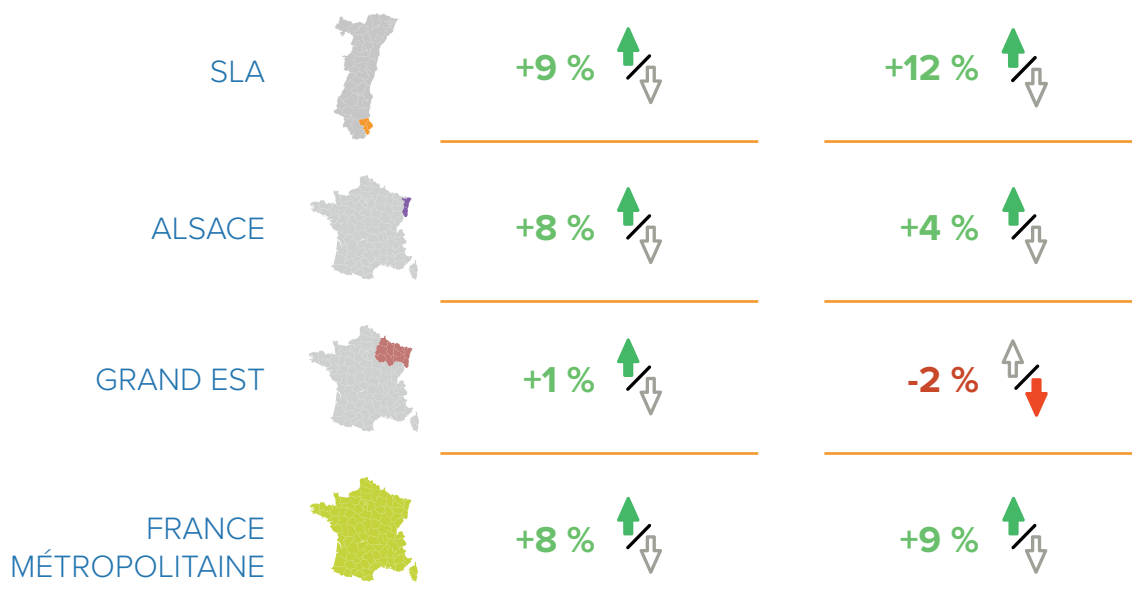 SLA
+9 %
+12 %
ALSACE
+8 %
+4 %
GRAND EST
+1 %
-2 %
FRANCE
MÉTROPOLITAINE
+8 %
+9 %